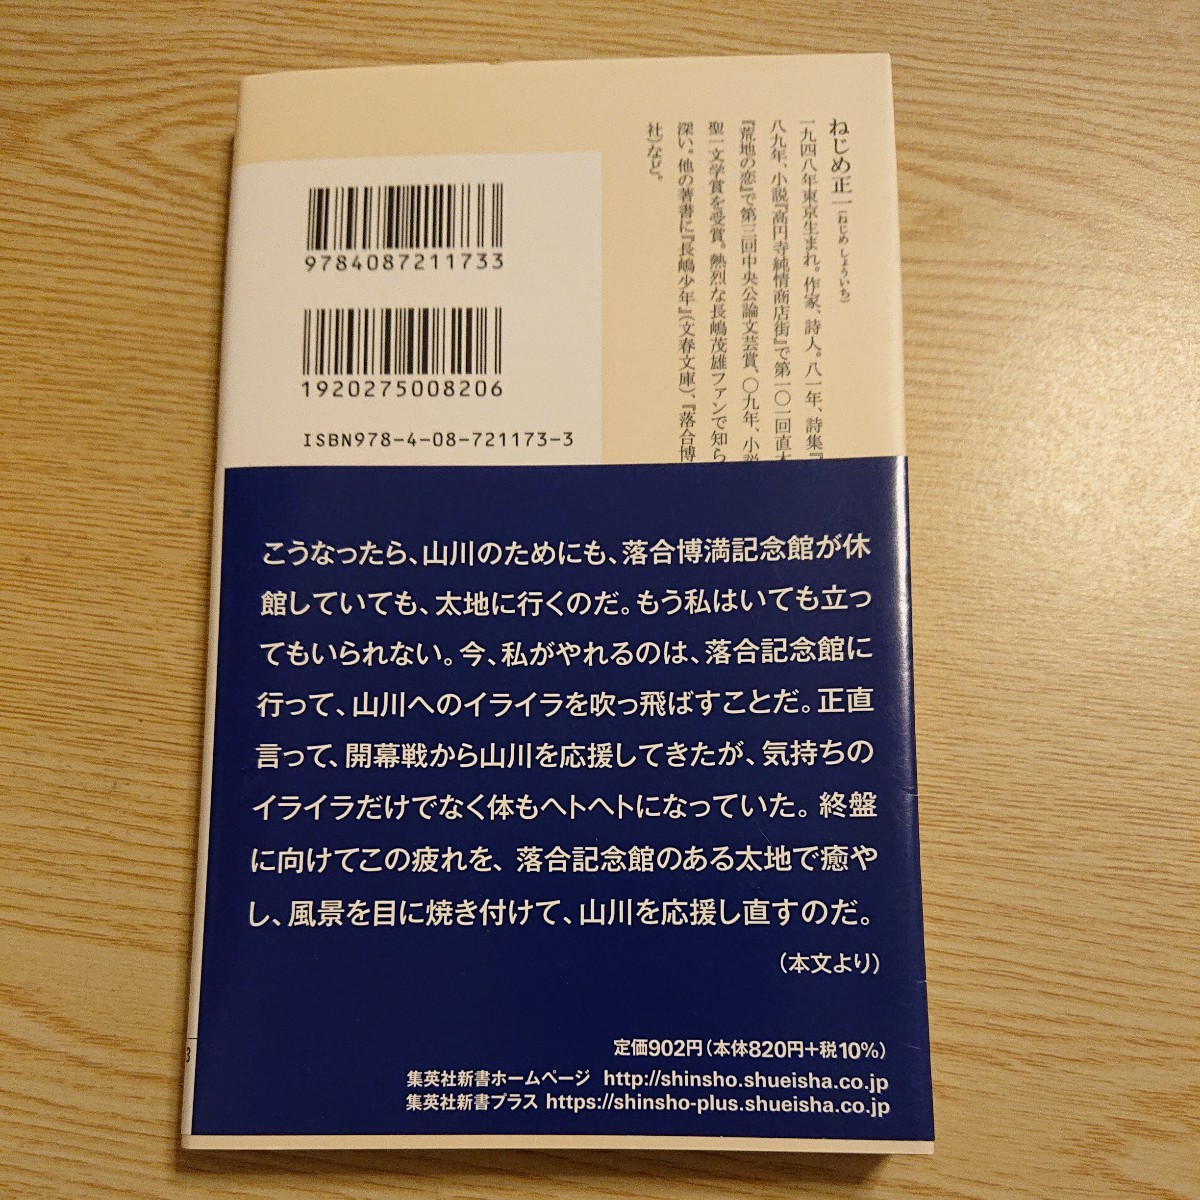 ねじめ正一(ねじめ しょういち)
一九四八年東京生まれ。作家、詩人。八一年、詩集『
八九年、小説『高円寺純情商店街』で第一〇一回直木
『荒地の恋』で第三回中央公論文芸賞、〇九年、小説
聖一文学賞を受賞。熱烈な長嶋茂雄ファンで知ら
深い。他の著書に『長嶋少年』(文春文庫)、『落合博
社)など。
9784087211733
1920275008206
ISBN978-4-08-721173-3
こうなったら、山川のためにも、落合博満記念館が休
館していても、太地に行くのだ。もう私はいても立っ
てもいられない。今、私がやれるのは、落合記念館に
行って、山川へのイライラを吹っ飛ばすことだ。正直
言って、開幕戦から山川を応援してきたが、気持ちの
イライラだけでなく体もヘトヘトになっていた。終盤
に向けてこの疲れを、落合記念館のある太地で癒や
し、風景を目に焼き付けて、山川を応援し直すのだ。
(本文より)
定価902円(本体820円+税10%)
集英社新書ホームページ http://shinsho.shueisha.co.jp
集英社新書プラス https://shinsho-plus.shueisha.co.jp